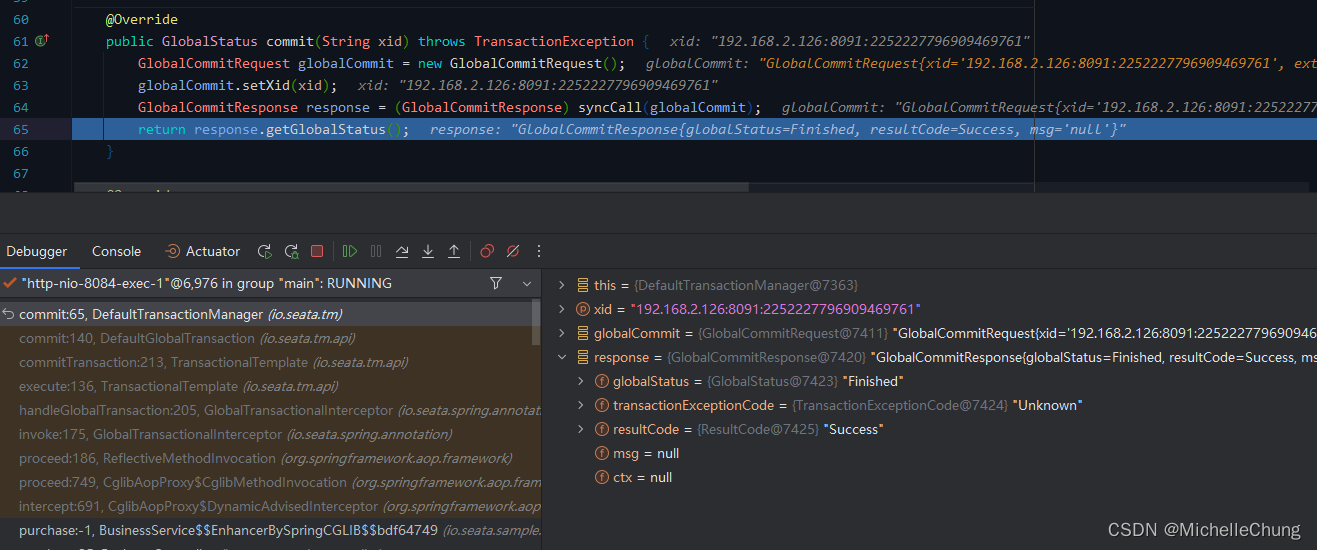 60 @Override
61 public GlobalStatus commit(String xid) throws TransactionException { xid: "192.168.2.126:8091:2252227796909469761"
62 GlobalCommitRequest globalCommit = new GlobalCommitRequest(); globalCommit: "GlobalCommitRequest{xid='192.168.2.126:8091:2252227796909469761', ext
63 globalCommit.setXid(xid); xid: "192.168.2.126:8091:2252227796909469761"
64 GlobalCommitResponse response = (GlobalCommitResponse) syncCall(globalCommit); globalCommit: "GlobalCommitRequest{xid='192.168.2.126:8091:22522277
65 return response.getGlobalStatus(); response: "GlobalCommitResponse{globalStatus=Finished, resultCode=Success, msg='null'}"
66 }
67
Debugger Console Actuator
"http-nio-8084-exec-1"@6,976 in group "main": RUNNING
commit:65, DefaultTransactionManager (io.seata.tm)
commit:140, DefaultGlobalTransaction (io.seata.tm.api)
commitTransaction:213, TransactionalTemplate (io.seata.tm.api)
execute:136, TransactionalTemplate (io.seata.tm.api)
handleGlobalTransaction:205, GlobalTransactionalInterceptor (io.seata.spring.annotat
invoke:175, GlobalTransactionalInterceptor (io.seata.spring.annotation)
proceed:186, ReflectiveMethodInvocation (org.springframework.aop.framework)
proceed:749, CglibAopProxy$CglibMethodInvocation (org.springframework.aop.fram
intercept:691, CglibAopProxy$DynamicAdvisedInterceptor (org.springframework.aop
purchase:-1, BusinessService$$EnhancerBySpringCGLIB$$bdf64749 (io.seata.sample.
this = {DefaultTransactionManager@7363}
xid = "192.168.2.126:8091:2252227796909469761"
globalCommit = {GlobalCommitRequest@7411} "GlobalCommitRequest{xid='192.168.2.126:8091:22522277969094
response = {GlobalCommitResponse@7420} "GlobalCommitResponse{globalStatus=Finished, resultCode=Success, ms
globalStatus = {GlobalStatus@7423} "Finished"
transactionExceptionCode = {TransactionExceptionCode@7424} "Unknown"
resultCode = {ResultCode@7425} "Success"
msg = null
ctx = null
CSDN @MichelleChung